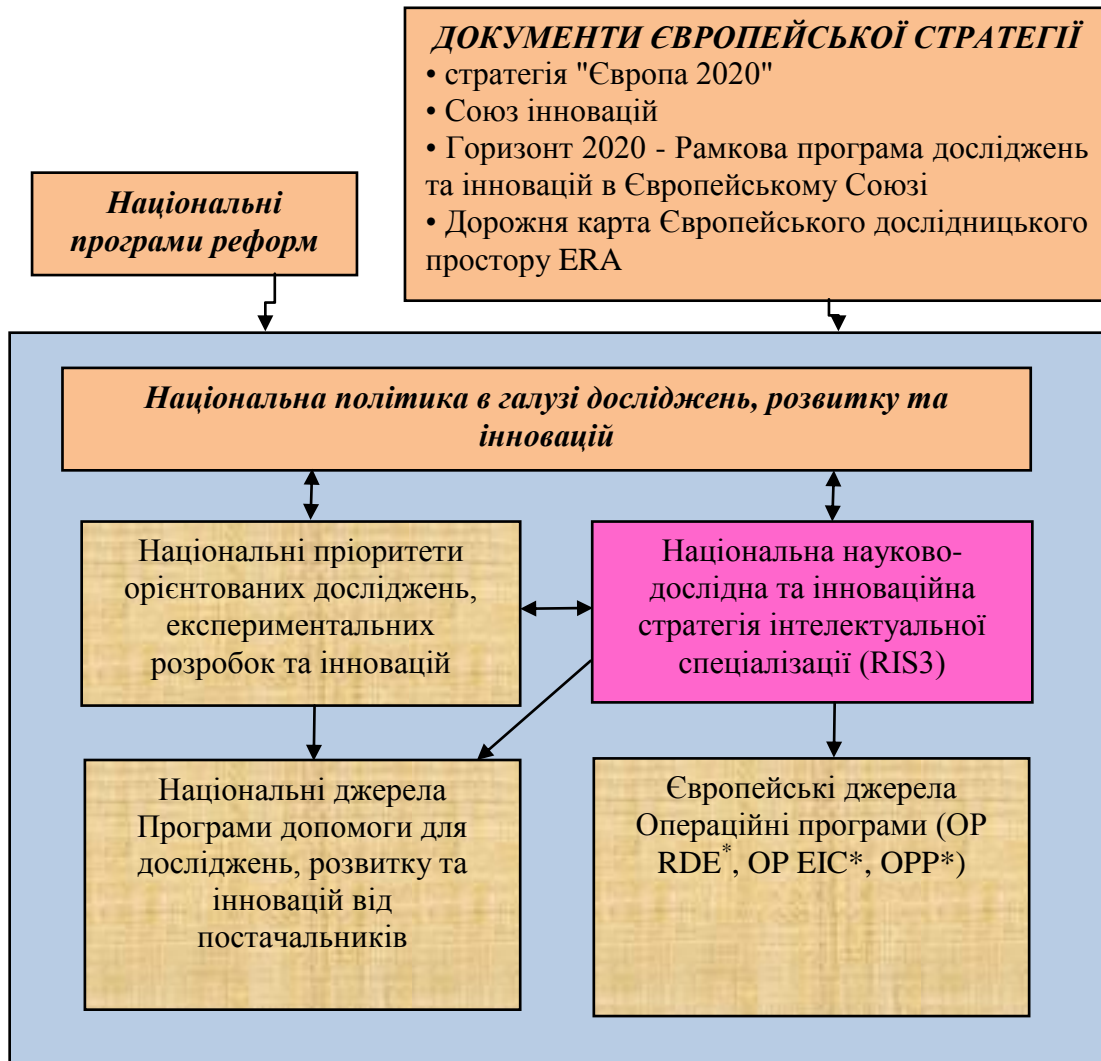 ДОКУМЕНТИ ЄВРОПЕЙСЬКОЇ СТРАТЕГІЇ
• стратегія "Європа 2020"
• Союз інновацій
• Горизонт 2020 - Рамкова програма досліджень
та інновацій в Європейському Союзі
• Дорожня карта Європейського дослідницького
простору ERA
Національні
програми реформ
Національна політика в галузі досліджень, розвитку та
інновацій
Національні пріоритети
орієнтованих досліджень,
експериментальних
розробок та інновацій
Національна науково-
дослідна та інноваційна
стратегія інтелектуальної
спеціалізації (RIS3)
Національні джерела
Програми допомоги для
досліджень, розвитку та
інновацій від
постачальників
Європейські джерела
Операційні програми (OP
RDE*, OP EIC*, OPP*)